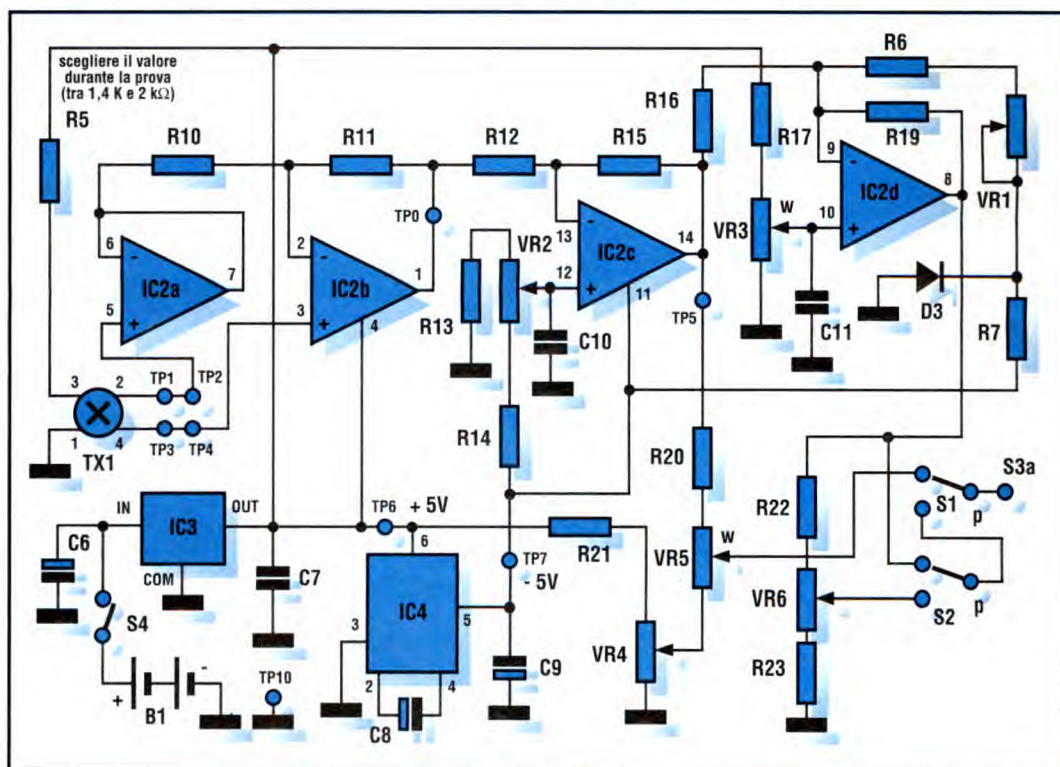 scegliere il valore
durante la prova
(tra 1,4 K e 2 kΩ)
R5
R10
R11
R12
R15
R16
R17
R6
R19
VR1
6
-
IC2a
7
5
+
2
-
IC2b
1
3
+
4
TP0
13
-
VR2
IC2c
14
12
+
11
R13
C10
TP5
9
-
IC2d
8
10
+
W
VR3
C11
D3
R7
3
2
TP1
TP2
1
4
TP3
TP4
TX1
R14
IN
IC3
OUT
COM
C6
C7
S4
+
-
B1
TP10
TP6
+ 5V
6
IC4
3
5
2
4
C8
TP7
- 5V
C9
R21
VR4
R20
W
VR5
R22
VR6
R23
S1
p
S3a
S2
p